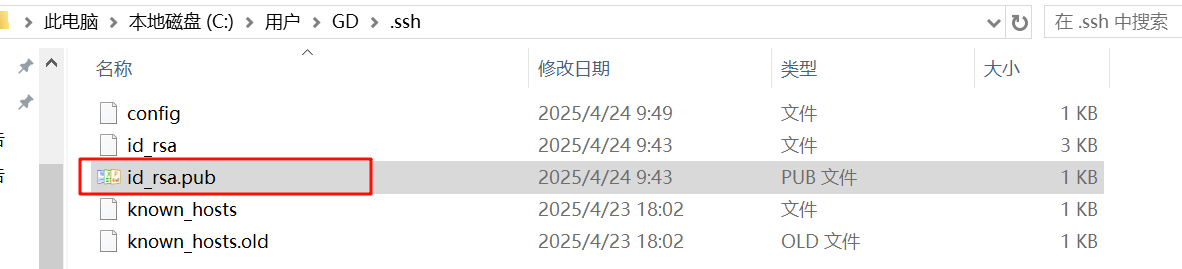 此电脑 > 本地磁盘 (C:) > 用户 > GD > .ssh 在 .ssh 中搜索
名称 修改日期 类型 大小
config 2025/4/24 9:49 文件 1 KB
id_rsa 2025/4/24 9:43 文件 3 KB
id_rsa.pub 2025/4/24 9:43 PUB 文件 1 KB
known_hosts 2025/4/23 18:02 文件 1 KB
known_hosts.old 2025/4/23 18:02 OLD 文件 1 KB